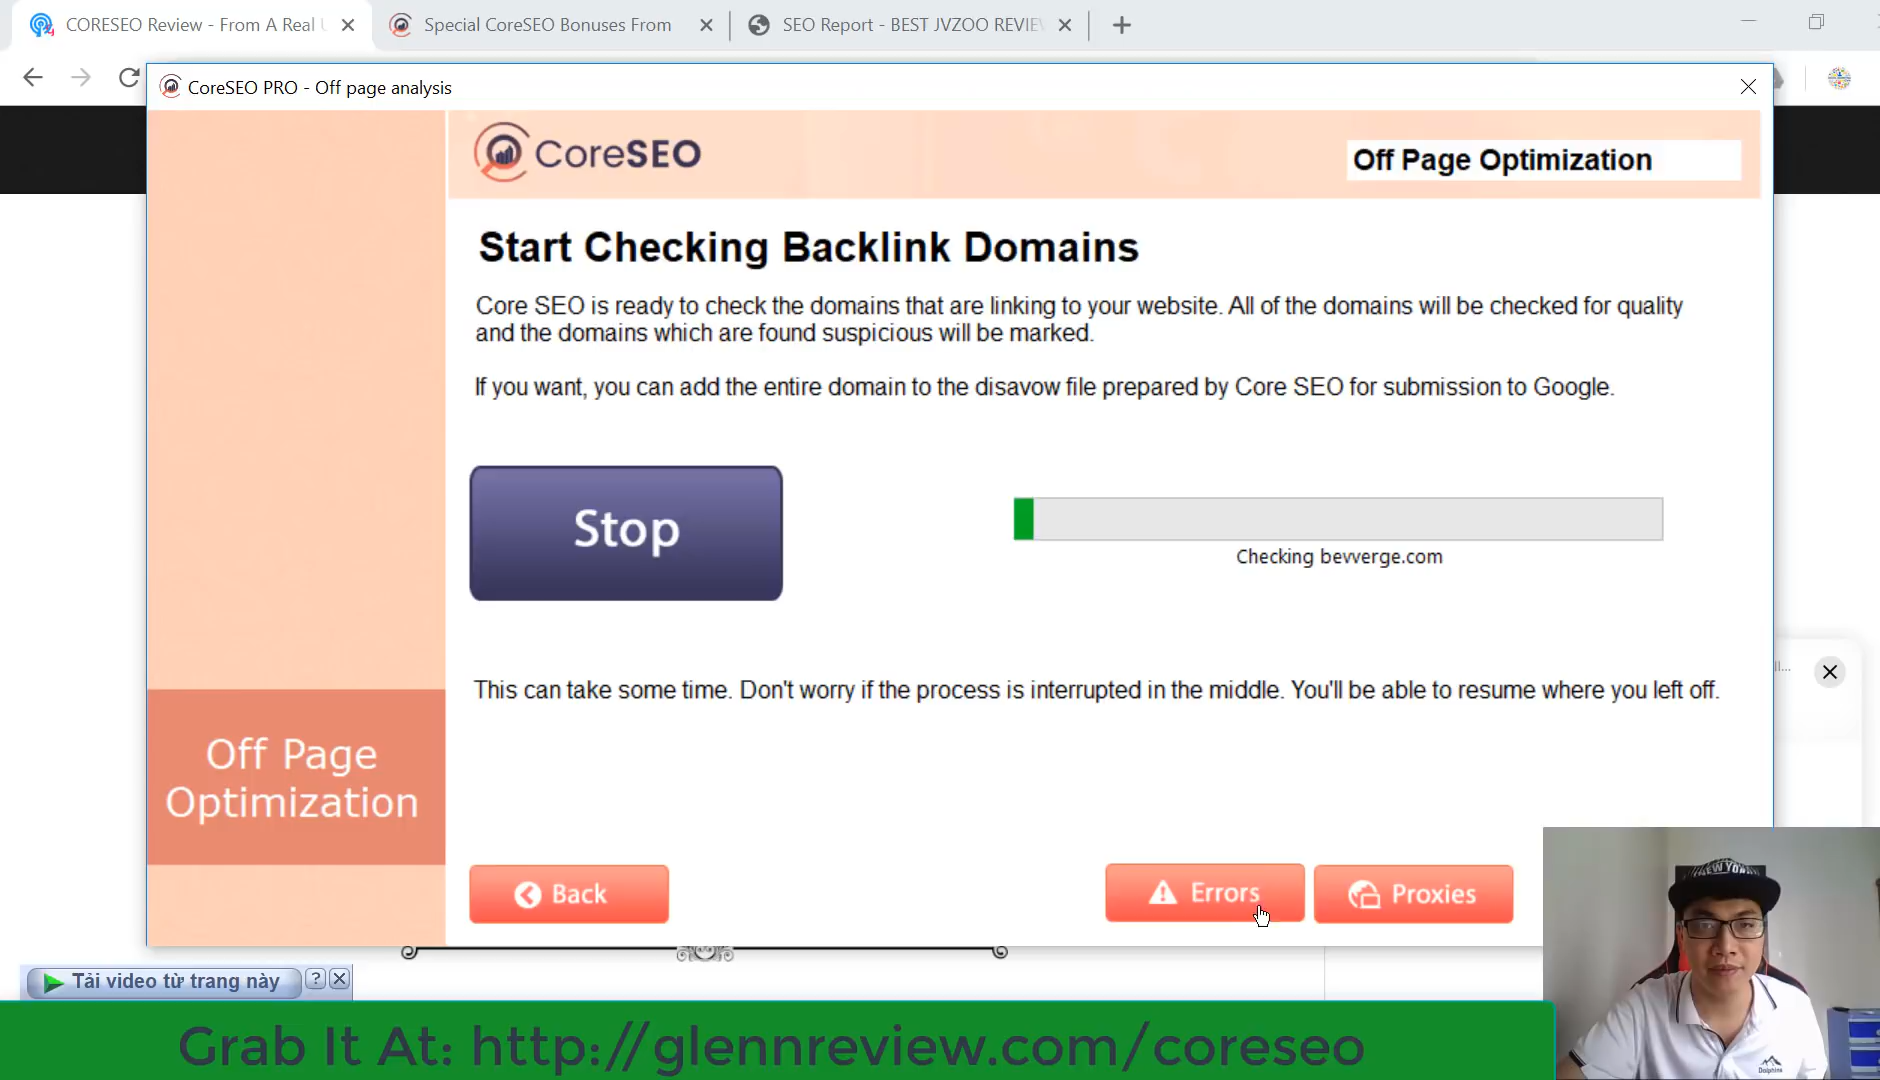 CORESEO Review - From A Real
Special CoreSEO Bonuses From
SEO Report - BEST JVZOO REVIE
CoreSEO PRO - Off page analysis
CoreSEO
Off Page Optimization
Start Checking Backlink Domains
Core SEO is ready to check the domains that are linking to your website. All of the domains will be checked for quality
and the domains which are found suspicious will be marked.
If you want, you can add the entire domain to the disavow file prepared by Core SEO for submission to Google.
Stop
Checking bevverge.com
This can take some time. Don't worry if the process is interrupted in the middle. You'll be able to resume where you left off.
Off Page
Optimization
Back
Errors
Proxies
NEW YORK
Tải video từ trang này
?
Grab It At: http://glennreview.com/coreseo
Dolphins